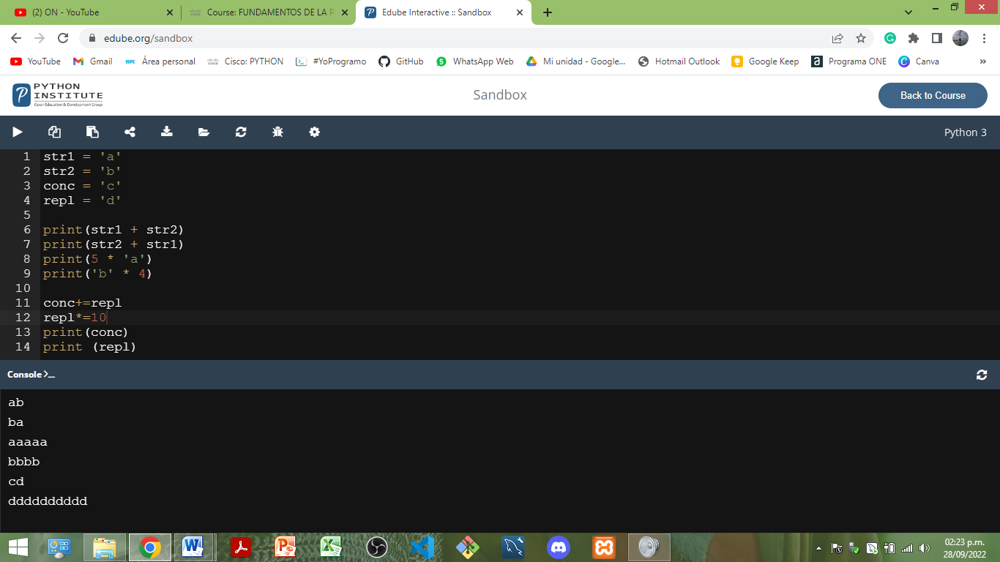 (2) ON - YouTube
Course: FUNDAMENTOS DE LA P
Edube Interactive :: Sandbox
edube.org/sandbox
YouTube
Gmail
ISPC Área personal
Cisco: PYTHON
#YoProgramo
GitHub
5 WhatsApp Web
Mi unidad - Google...
Hotmail Outlook
Google Keep
a Programa ONE
Canva
PYTHON
INSTITUTE
Open Education & Development Group
Sandbox
Back to Course
Python 3
1 str1 = 'a'
2 str2 = 'b'
3 conc = 'c'
4 repl = 'd'
5
6 print(str1 + str2)
7 print(str2 + str1)
8 print(5 * 'a')
9 print('b' * 4)
10
11 conc+=repl
12 repl*=10
13 print(conc)
14 print (repl)
Console
ab
ba
aaaaa
bbbb
cd
dddddddddd
02:23 p.m.
28/09/2022